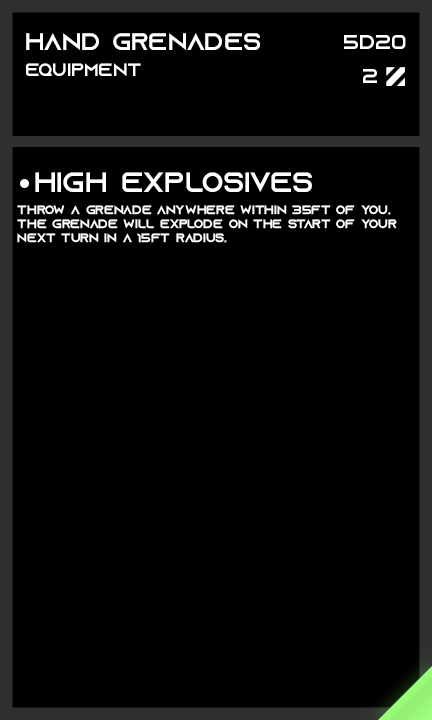 HAND GRENADES 5D20
EQUIPMENT 2
•HIGH EXPLOSIVES
THROW A GRENADE ANYWHERE WITHIN 35FT OF YOU.
THE GRENADE WILL EXPLODE ON THE START OF YOUR
NEXT TURN IN A 15FT RADIUS.